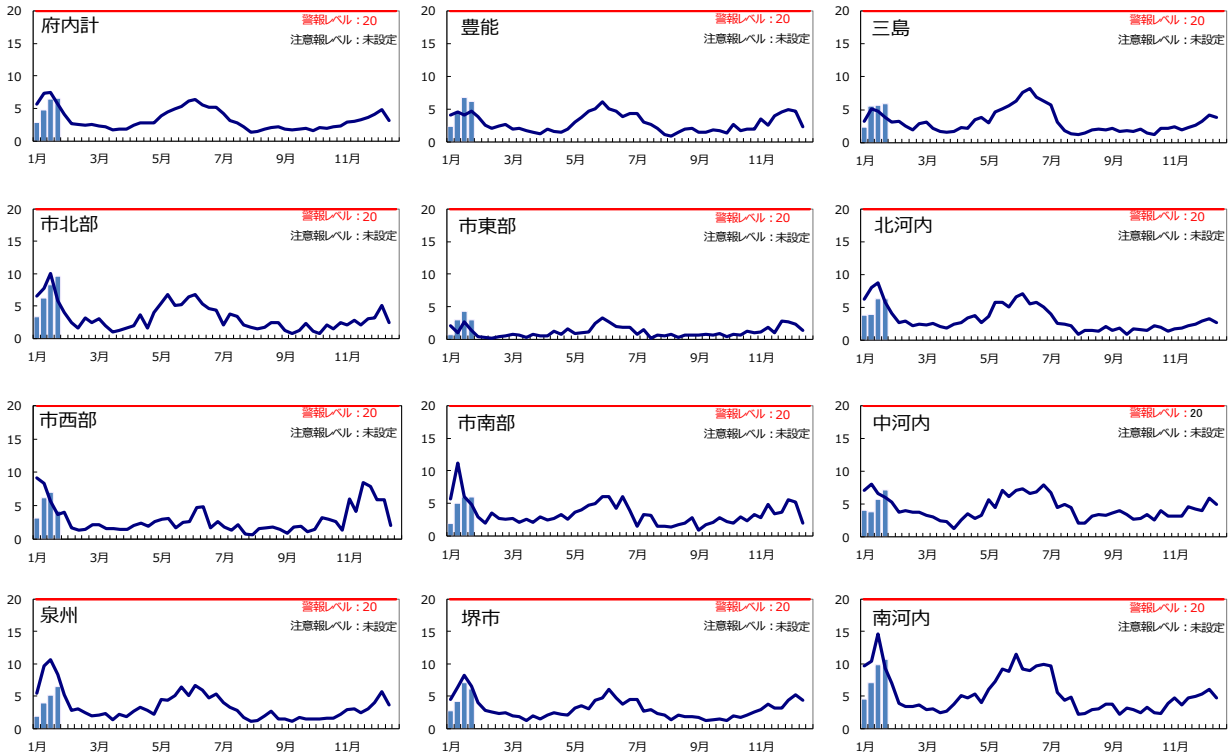 府内計
警報レベル：20
注意報レベル：未設定
20
15
10
5
0
1月 3月 5月 7月 9月 11月
豊能
警報レベル：20
注意報レベル：未設定
20
15
10
5
0
1月 3月 5月 7月 9月 11月
三島
警報レベル：20
注意報レベル：未設定
20
15
10
5
0
1月 3月 5月 7月 9月 11月
市北部
警報レベル：20
注意報レベル：未設定
20
15
10
5
0
1月 3月 5月 7月 9月 11月
市東部
警報レベル：20
注意報レベル：未設定
20
15
10
5
0
1月 3月 5月 7月 9月 11月
北河内
警報レベル：20
注意報レベル：未設定
20
15
10
5
0
1月 3月 5月 7月 9月 11月
市西部
警報レベル：20
注意報レベル：未設定
20
15
10
5
0
1月 3月 5月 7月 9月 11月
市南部
警報レベル：20
注意報レベル：未設定
20
15
10
5
0
1月 3月 5月 7月 9月 11月
中河内
警報レベル：20
注意報レベル：未設定
20
15
10
5
0
1月 3月 5月 7月 9月 11月
泉州
警報レベル：20
注意報レベル：未設定
20
15
10
5
0
1月 3月 5月 7月 9月 11月
堺市
警報レベル：20
注意報レベル：未設定
20
15
10
5
0
1月 3月 5月 7月 9月 11月
南河内
警報レベル：20
注意報レベル：未設定
20
15
10
5
0
1月 3月 5月 7月 9月 11月